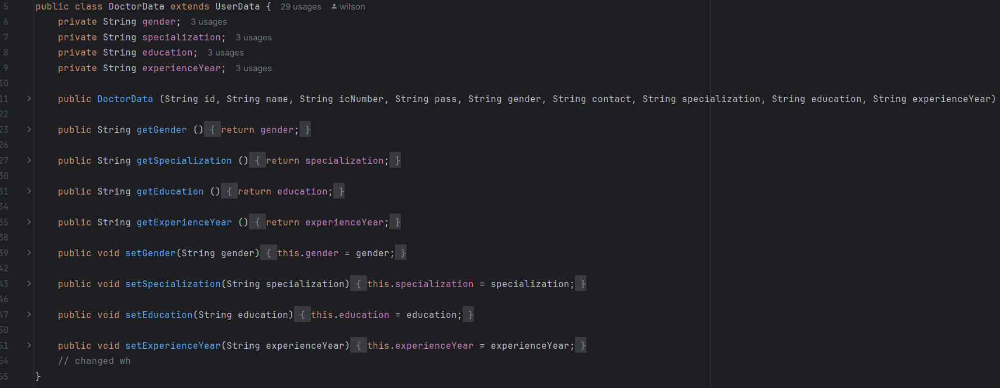 5 public class DoctorData extends UserData { 29 usages wilson
6 private String gender; 3 usages
7 private String specialization; 3 usages
8 private String education; 3 usages
9 private String experienceYear; 3 usages
10
11 public DoctorData (String id, String name, String icNumber, String pass, String gender, String contact, String specialization, String education, String experienceYear)
22
23 public String getGender () { return gender; }
26
27 public String getSpecialization () { return specialization; }
30
31 public String getEducation () { return education; }
34
35 public String getExperienceYear () { return experienceYear; }
38
39 public void setGender(String gender) { this.gender = gender; }
42
43 public void setSpecialization(String specialization) { this.specialization = specialization; }
46
47 public void setEducation(String education) { this.education = education; }
50
51 public void setExperienceYear(String experienceYear) { this.experienceYear = experienceYear; }
54 // changed wh
55 }